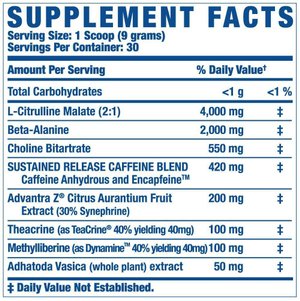 SUPPLEMENT FACTS
Serving Size: 1 Scoop (9 grams)
Servings Per Container: 30
Amount Per Serving % Daily Value†
Total Carbohydrates <1 g <1 %
L-Citrulline Malate (2:1) 4,000 mg ‡
Beta-Alanine 2,000 mg ‡
Choline Bitartrate 550 mg ‡
SUSTAINED RELEASE CAFFEINE BLEND 420 mg ‡
Caffeine Anhydrous and Encapfeine™
Advantra Z® Citrus Aurantium Fruit 200 mg ‡
Extract (30% Synephrine)
Theacrine (as TeaCrine® 40% yielding 40mg) 100 mg ‡
Methylliberine (as Dynamine™ 40% yielding 40mg) 100 mg ‡
Adhatoda Vasica (whole plant) extract 50 mg ‡
‡ Daily Value Not Established.